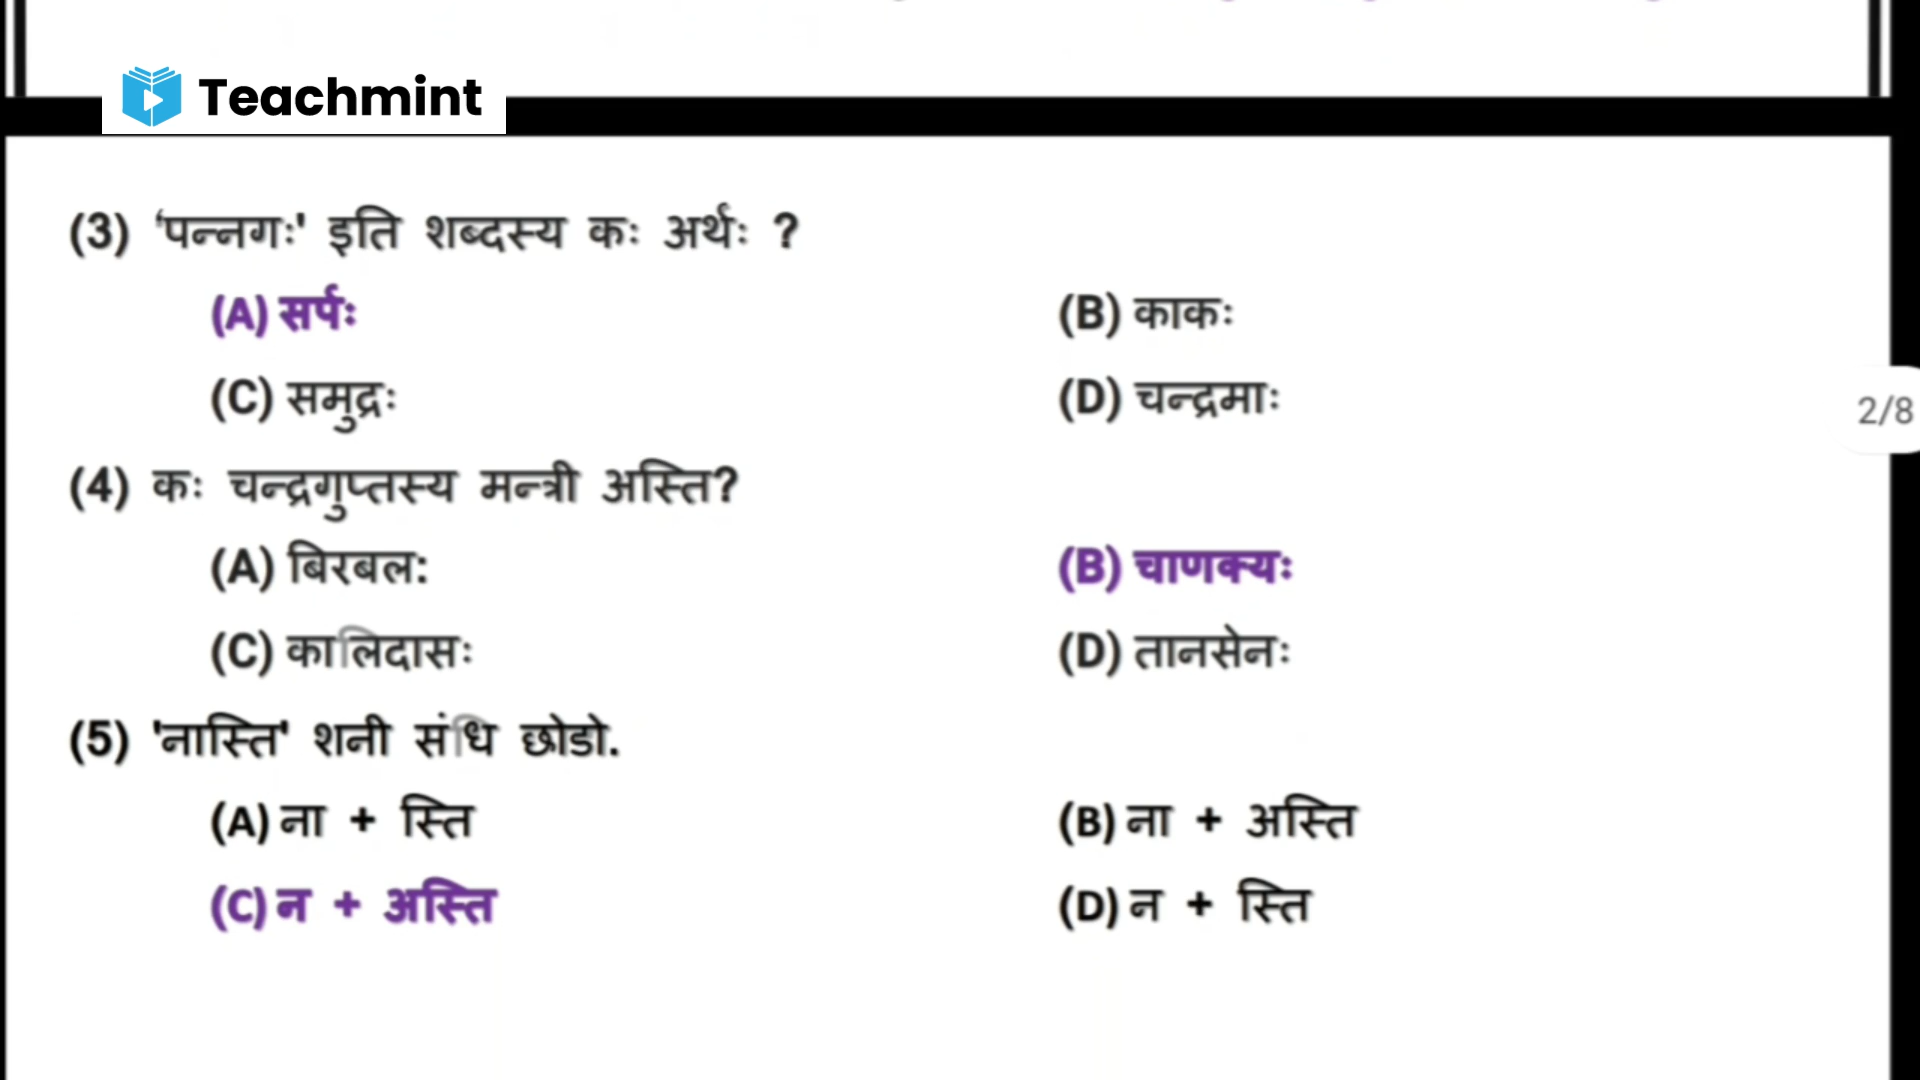 Teachmint
(3) ‘पन्नगः' इति शब्दस्य कः अर्थः ?
(A) सर्पः (B) काकः
(C) समुद्रः (D) चन्द्रमाः
2/8
(4) कः चन्द्रगुप्तस्य मन्त्री अस्ति?
(A) बिरबल: (B) चाणक्यः
(C) कालिदासः (D) तानसेनः
(5) 'नास्ति' शनी संधि छोडो.
(A) ना + स्ति (B) ना + अस्ति
(C) न + अस्ति (D) न + स्ति